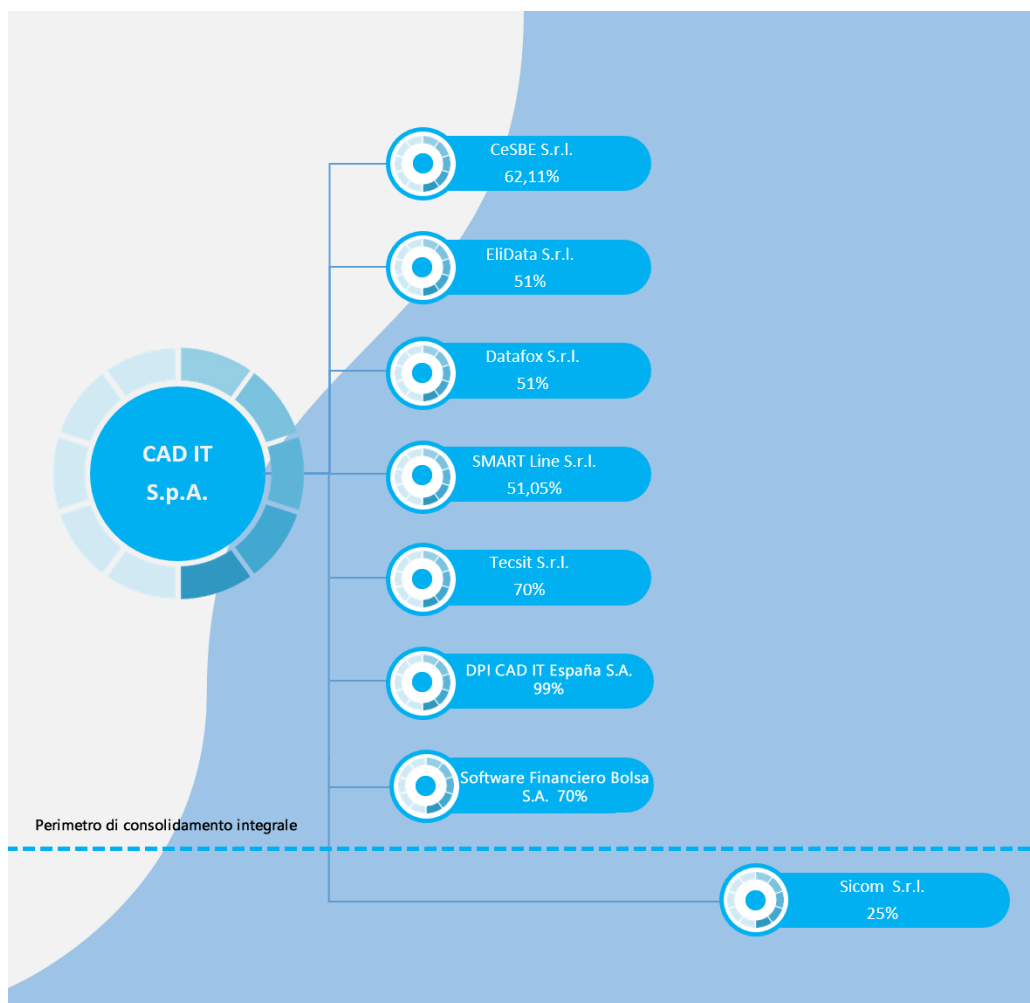 CeSBE S.r.l.
62,11%
EliData S.r.l.
51%
Datafox S.r.l.
51%
CAD IT
S.p.A.
SMART Line S.r.l.
51,05%
Tecsit S.r.l.
70%
DPI CAD IT España S.A.
99%
Software Financiero Bolsa
S.A. 70%
Perimetro di consolidamento integrale
Sicom S.r.l.
25%